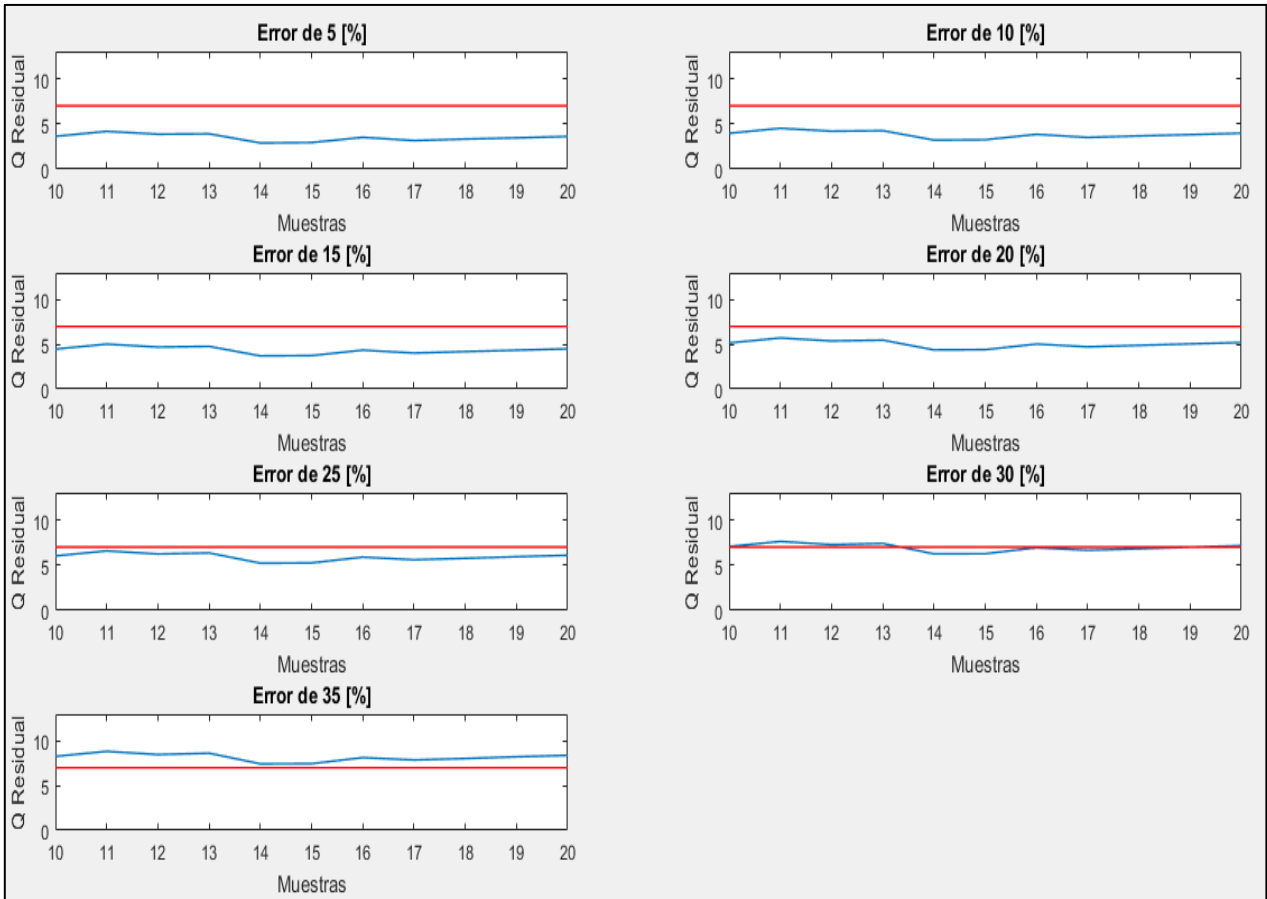 Error de 5 [%]
Q Residual
10
5
0
10 11 12 13 14 15 16 17 18 19 20
Muestras
Error de 10 [%]
Q Residual
10
5
0
10 11 12 13 14 15 16 17 18 19 20
Muestras
Error de 15 [%]
Q Residual
10
5
0
10 11 12 13 14 15 16 17 18 19 20
Muestras
Error de 20 [%]
Q Residual
10
5
0
10 11 12 13 14 15 16 17 18 19 20
Muestras
Error de 25 [%]
Q Residual
10
5
0
10 11 12 13 14 15 16 17 18 19 20
Muestras
Error de 30 [%]
Q Residual
10
5
0
10 11 12 13 14 15 16 17 18 19 20
Muestras
Error de 35 [%]
Q Residual
10
5
0
10 11 12 13 14 15 16 17 18 19 20
Muestras